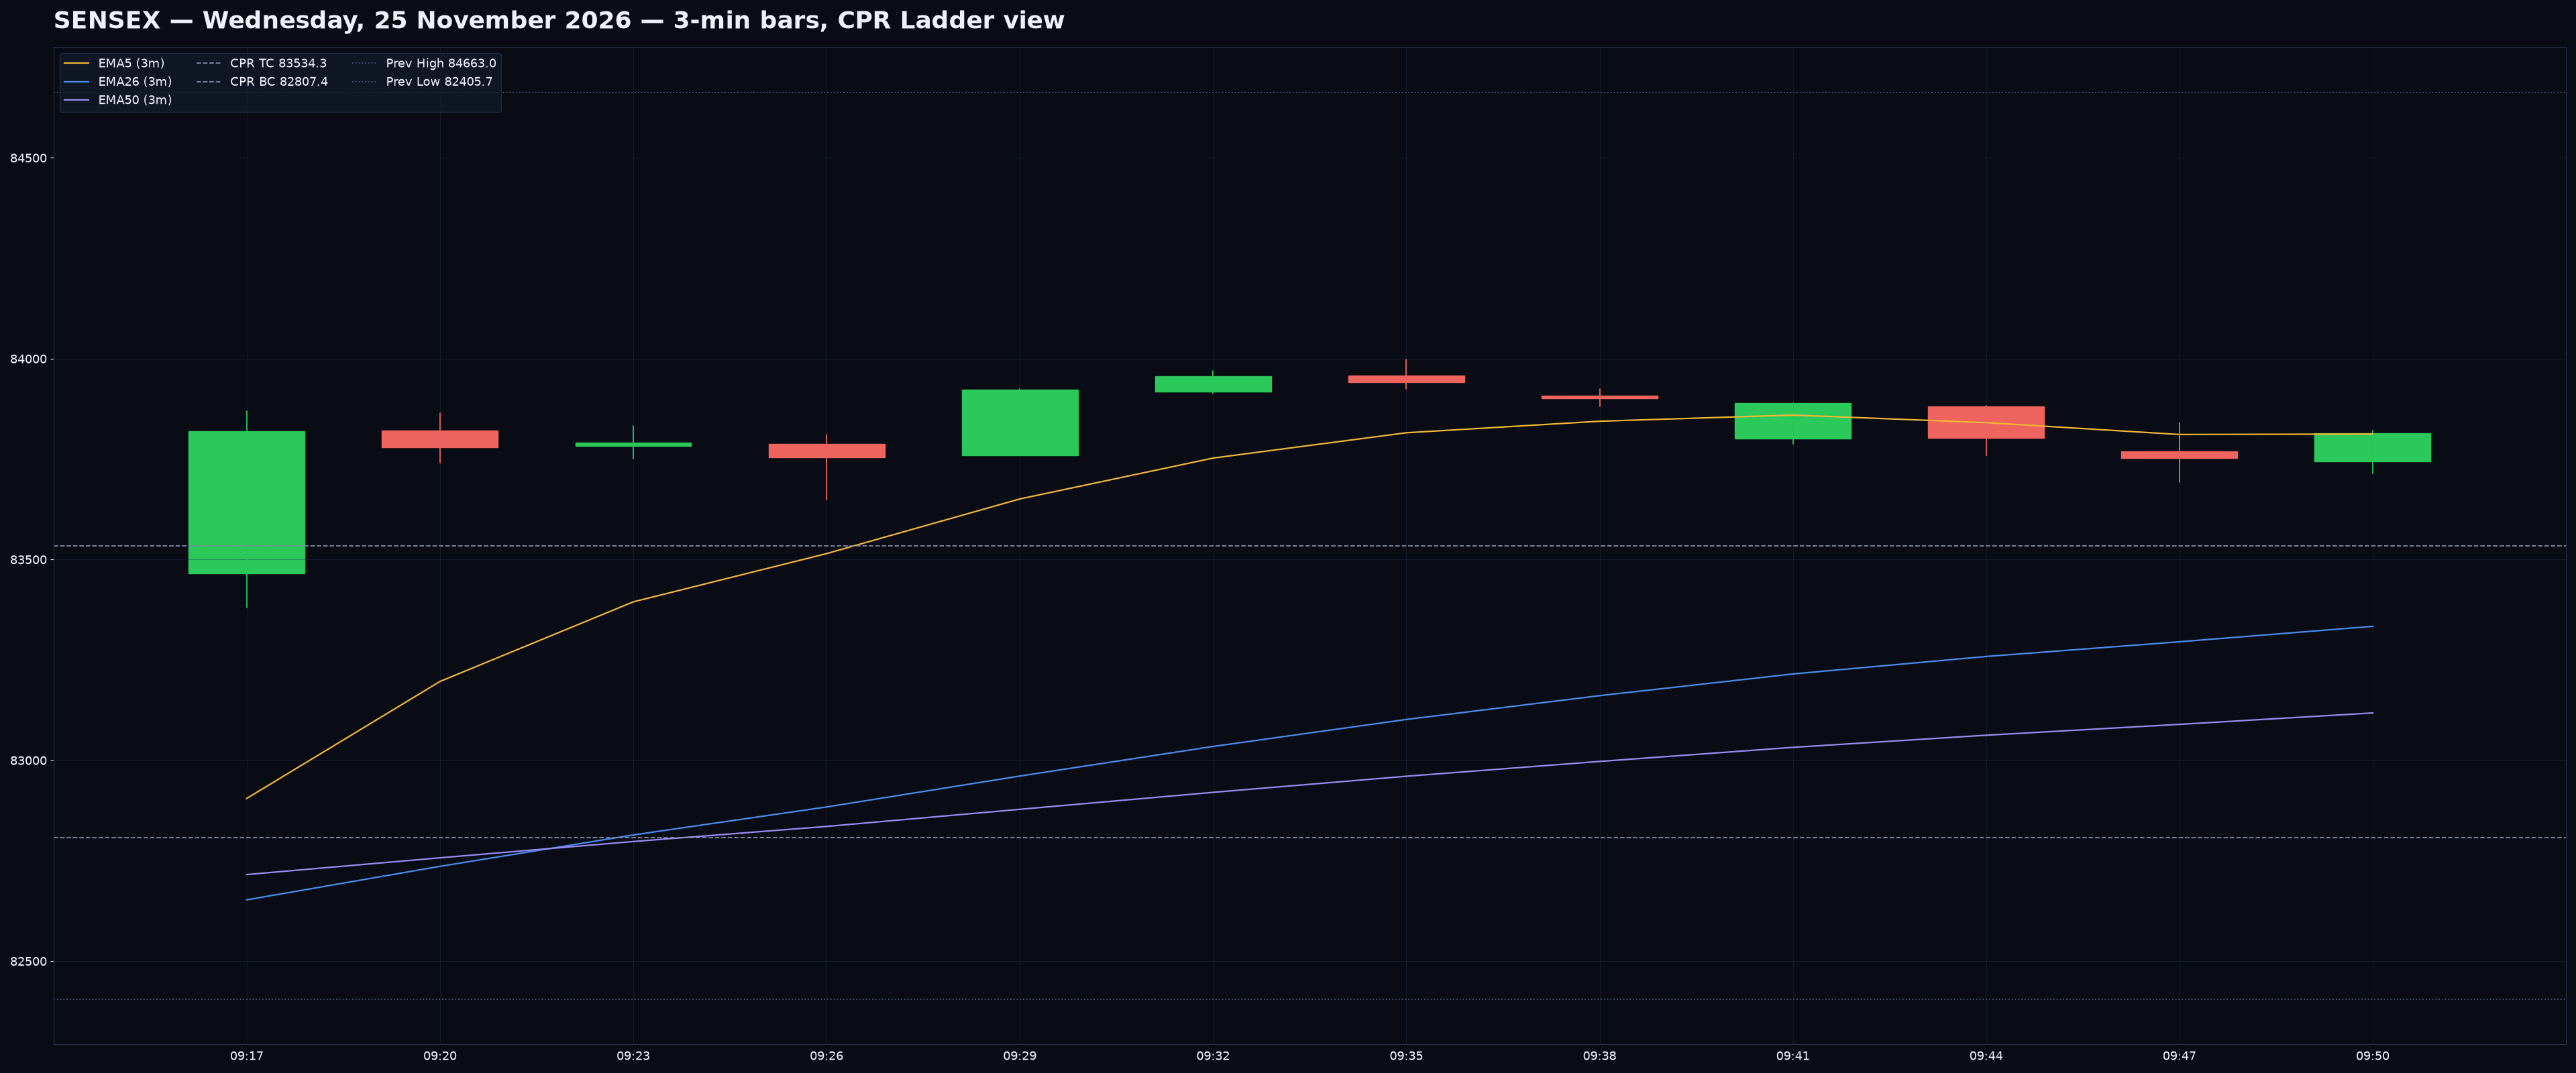 SENSEX — Wednesday, 25 November 2026 — 3-min bars, CPR Ladder view
EMA5 (3m) CPR TC 83534.3 Prev High 84663.0
EMA26 (3m) CPR BC 82807.4 Prev Low 82405.7
EMA50 (3m)
84500
84000
83500
83000
82500
09:17 09:20 09:23 09:26 09:29 09:32 09:35 09:38 09:41 09:44 09:47 09:50